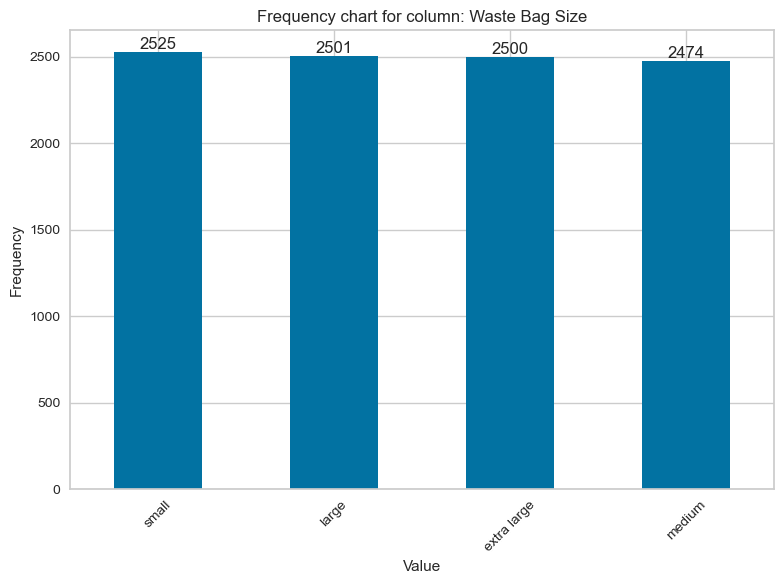 Frequency chart for column: Waste Bag Size
2525
2501
2500
2474
2500
2000
1500
1000
500
0
Frequency
small
large
extra large
medium
Value